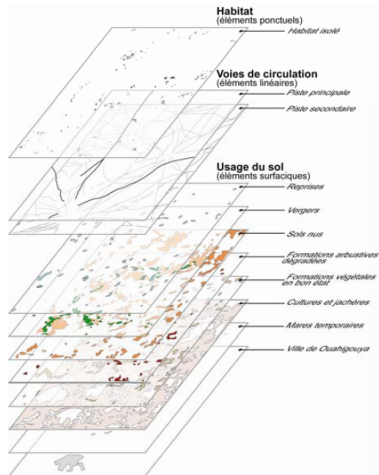 Habitat
(éléments ponctuels)
Habitat isolé
Voies de circulation
(éléments linéaires)
Piste principale
Piste secondaire
Usage du sol
(éléments surfaciques)
Reprises
Vergers
Sols nus
Formations arbustives
dégradées
Formations végétales
en bon état
Cultures et jachères
Mares temporaires
Ville de Ouahigouya